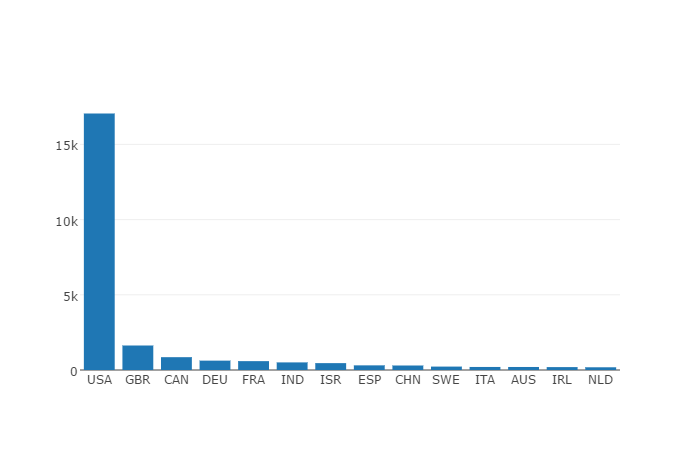 15k
10k
5k
0
USA GBR CAN DEU FRA IND ISR ESP CHN SWE ITA AUS IRL NLD